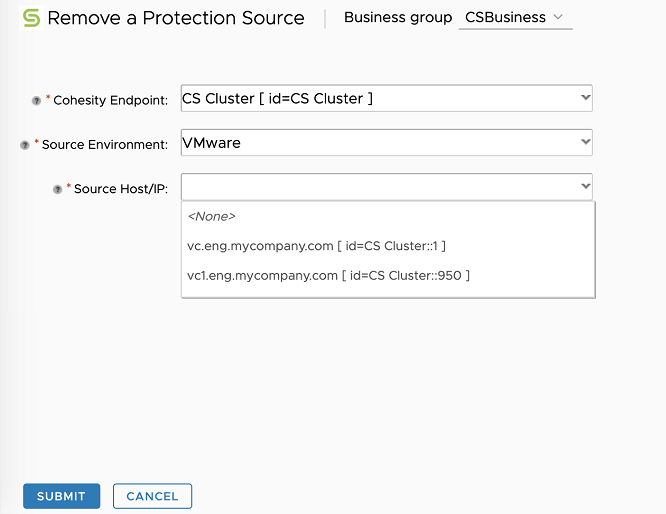 Remove a Protection Source
Business group CSBusiness
* Cohesity Endpoint: CS Cluster [ id=CS Cluster ]
* Source Environment: VMware
* Source Host/IP:
<None>
vc.eng.mycompany.com [ id=CS Cluster::1 ]
vc1.eng.mycompany.com [ id=CS Cluster::950 ]
SUBMIT CANCEL